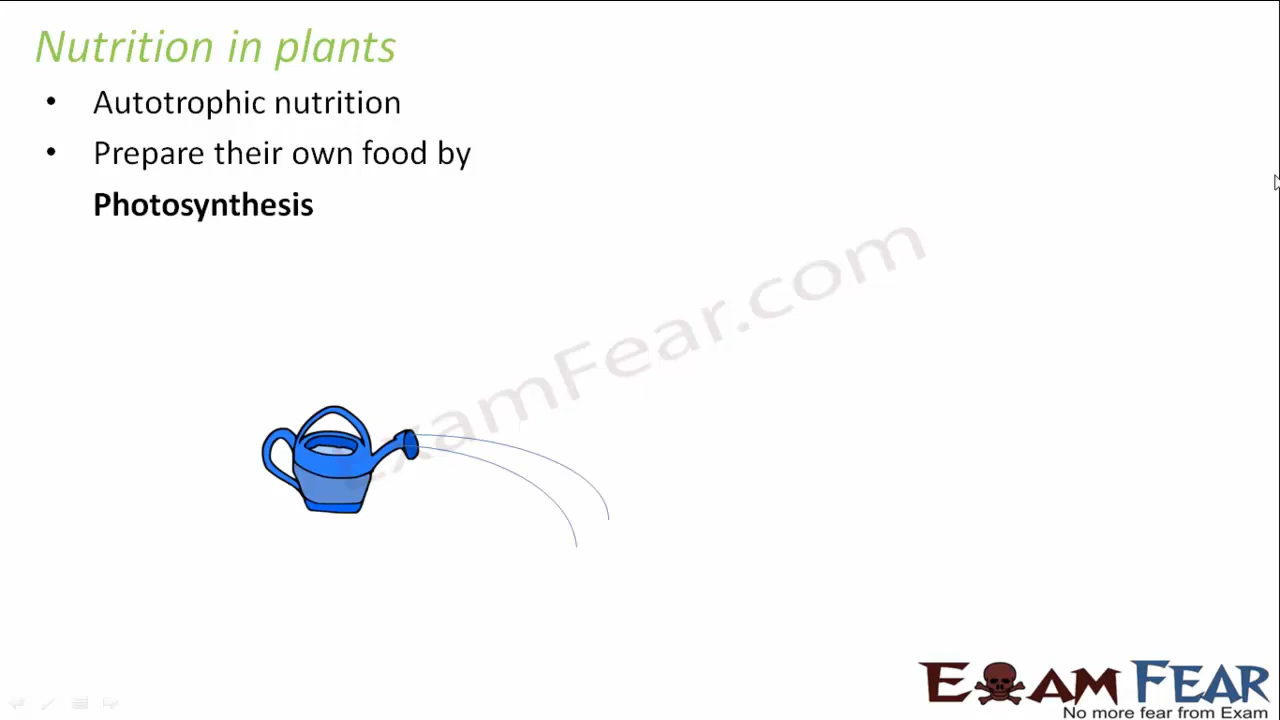 Nutrition in plants
• Autotrophic nutrition
• Prepare their own food by
Photosynthesis
ExamFear.com
EXAM FEAR
No more fear from Exam